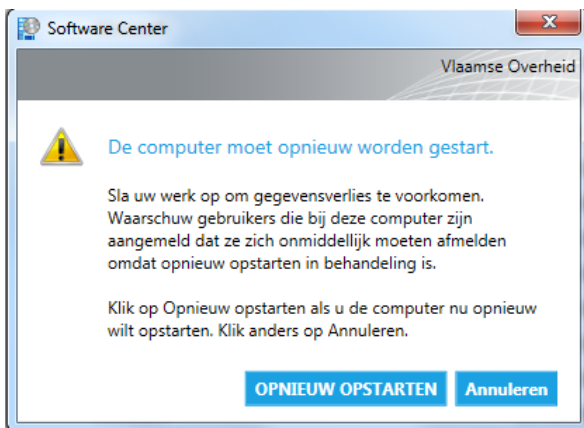 Software Center
Vlaamse Overheid
De computer moet opnieuw worden gestart.
Sla uw werk op om gegevensverlies te voorkomen.
Waarschuw gebruikers die bij deze computer zijn
aangemeld dat ze zich onmiddellijk moeten afmelden
omdat opnieuw opstarten in behandeling is.
Klik op Opnieuw opstarten als u de computer nu opnieuw
wilt opstarten. Klik anders op Annuleren.
OPNIEUW OPSTARTEN Annuleren